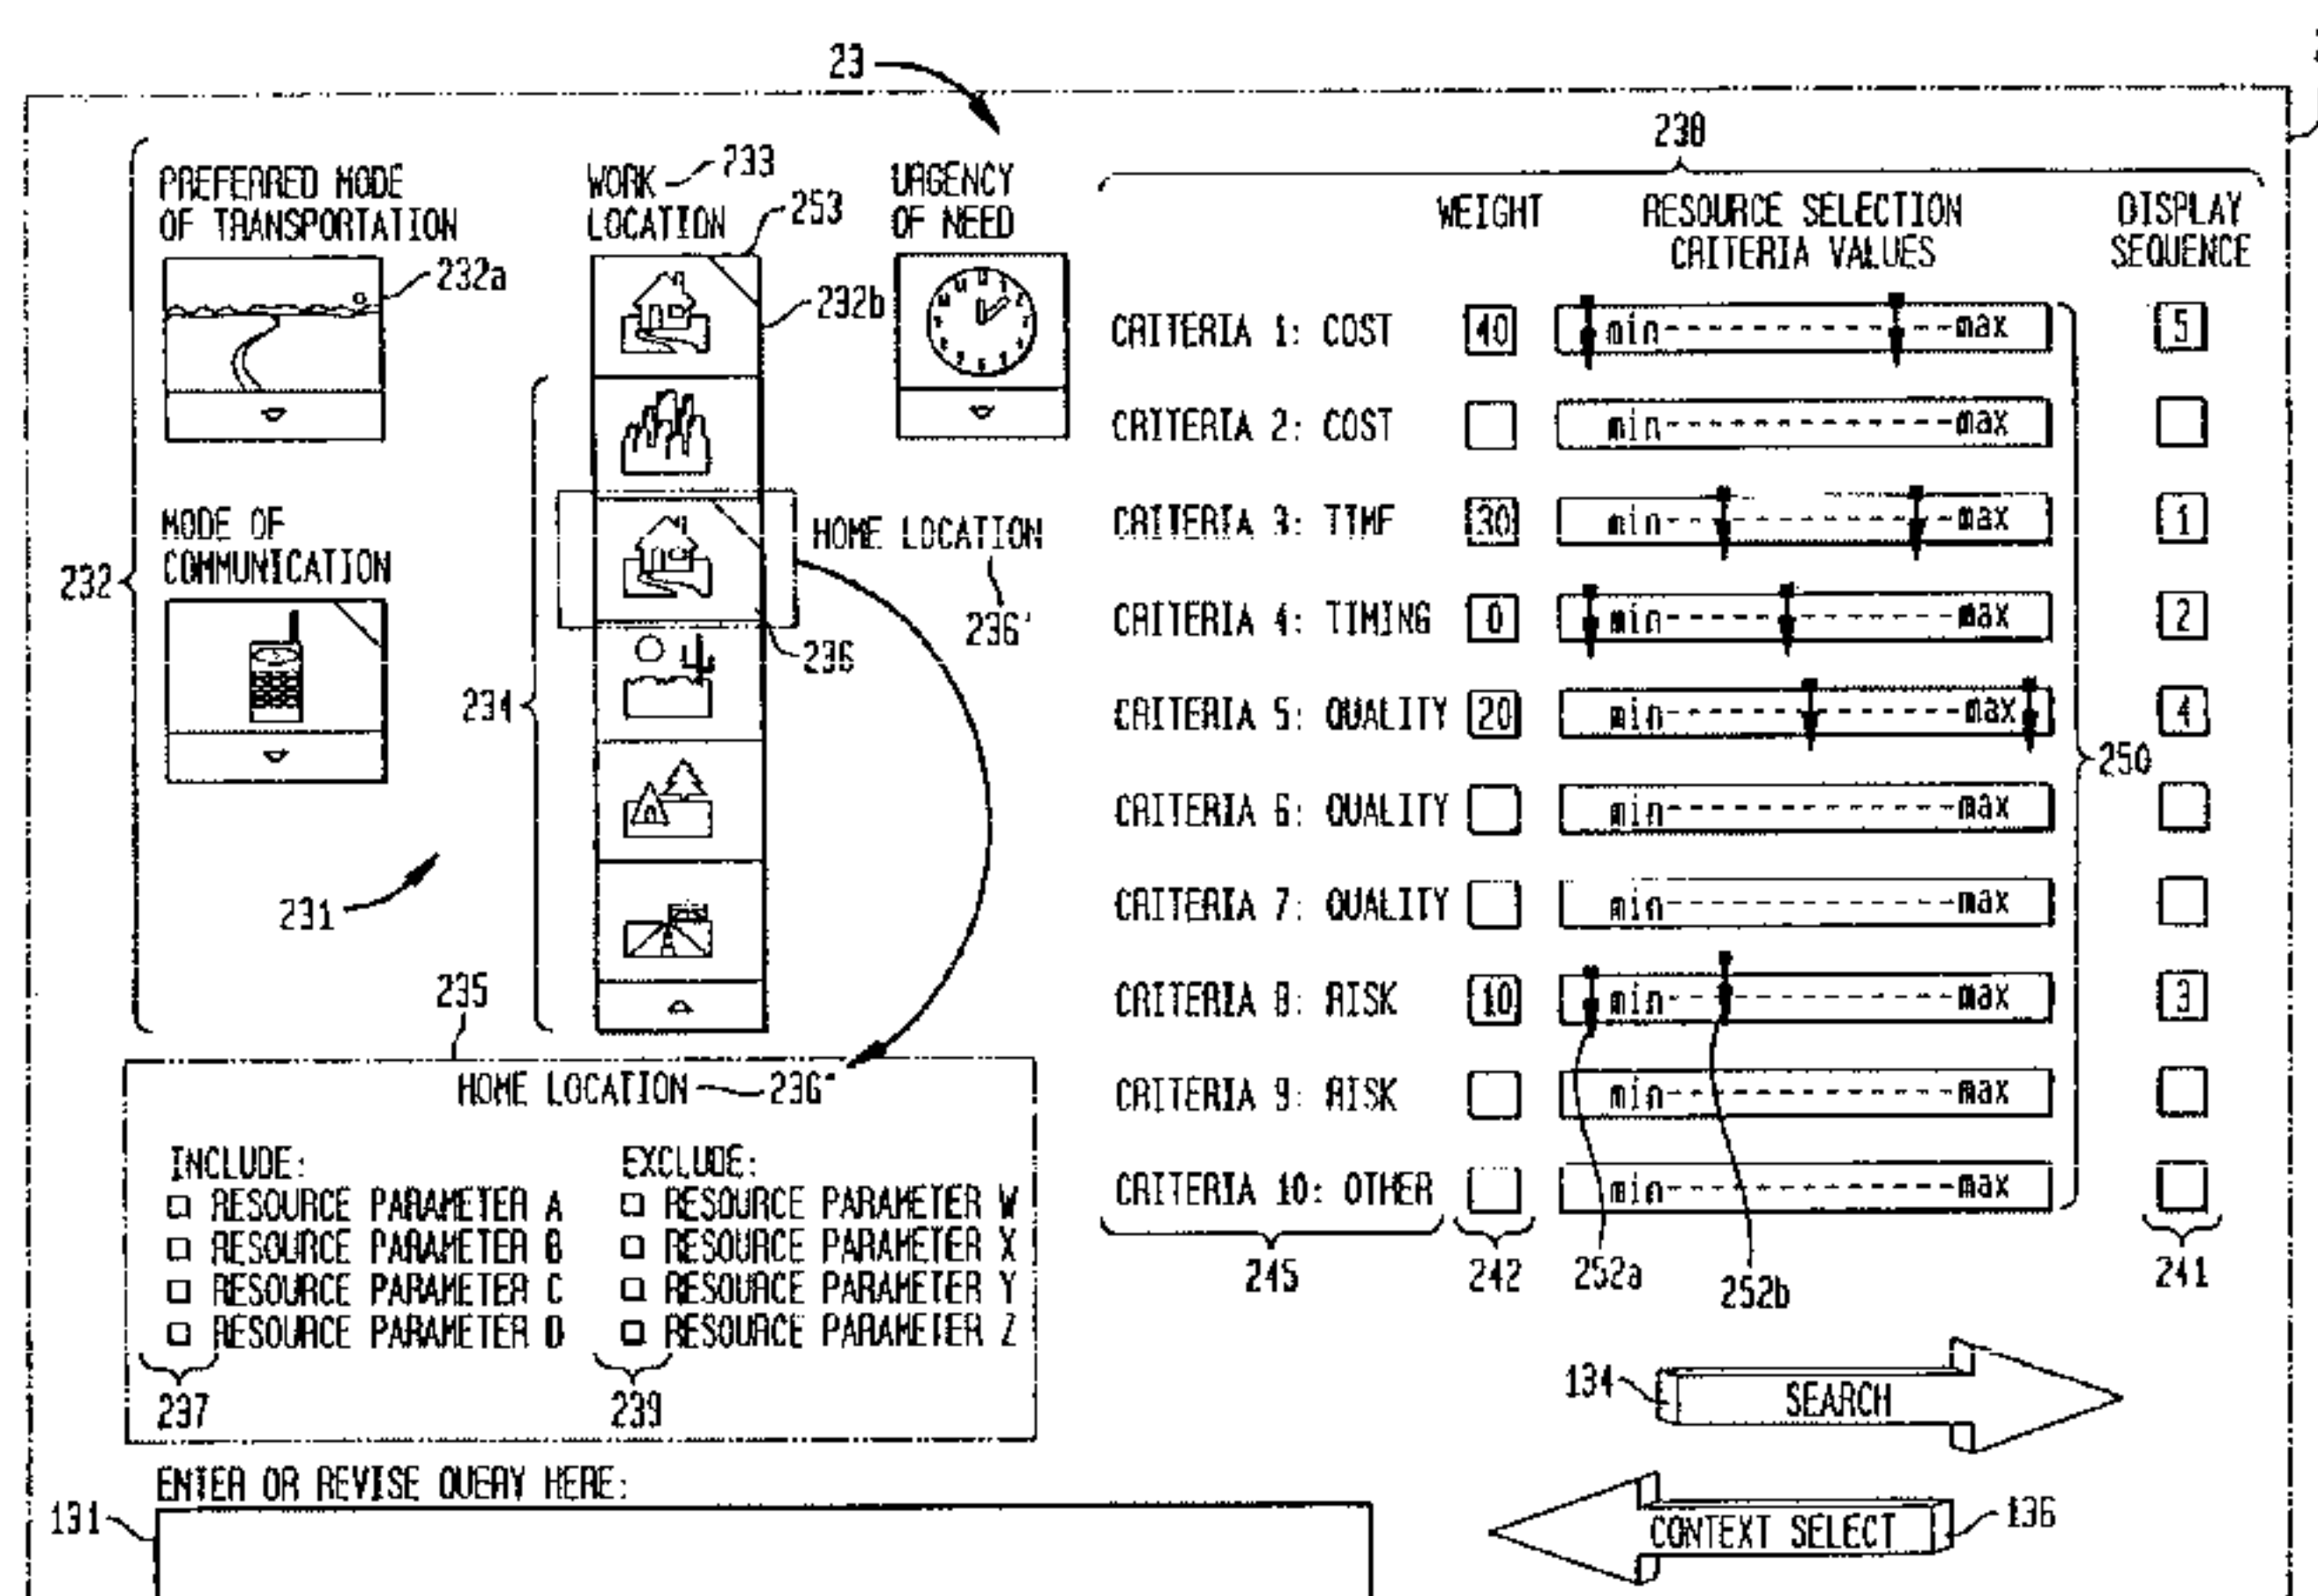 23
238
PREFERRED MODE
OF TRANSPORTATION
232a
WORK
LOCATION
233
253
232b
URGENCY
OF NEED
WEIGHT
RESOURCE SELECTION
CRITERIA VALUES
DISPLAY
SEQUENCE
CRITERIA 1: COST 40 min max 5
CRITERIA 2: COST min max
CRITERIA 3: TIME 30 min max 1
CRITERIA 4: TIMING 0 min max 2
CRITERIA 5: QUALITY 20 min max 4
CRITERIA 6: QUALITY min max
CRITERIA 7: QUALITY min max
CRITERIA 8: RISK 10 min max 3
CRITERIA 9: RISK min max
CRITERIA 10: OTHER min max
250
245
242
252a
252b
241
MODE OF
COMMUNICATION
232
HOME LOCATION
236'
236
234
231
235
HOME LOCATION 236"
INCLUDE: EXCLUDE:
RESOURCE PARAMETER A RESOURCE PARAMETER W
RESOURCE PARAMETER B RESOURCE PARAMETER X
RESOURCE PARAMETER C RESOURCE PARAMETER Y
RESOURCE PARAMETER D RESOURCE PARAMETER Z
237 239
134 SEARCH
ENTER OR REVISE QUERY HERE:
131
CONTEXT SELECT 136